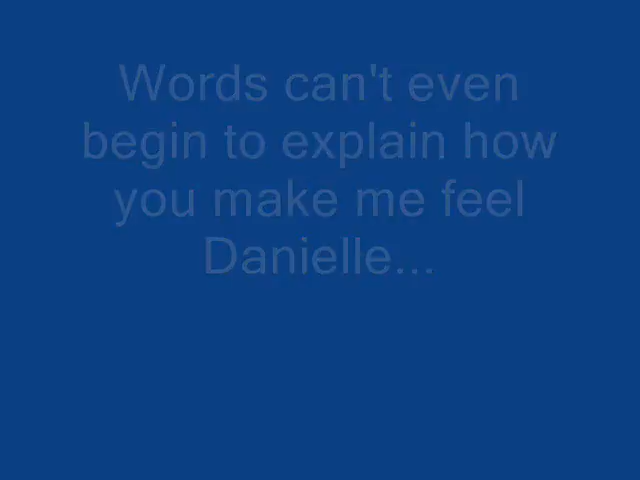 Words can't even
begin to explain how
you make me feel
Danielle...